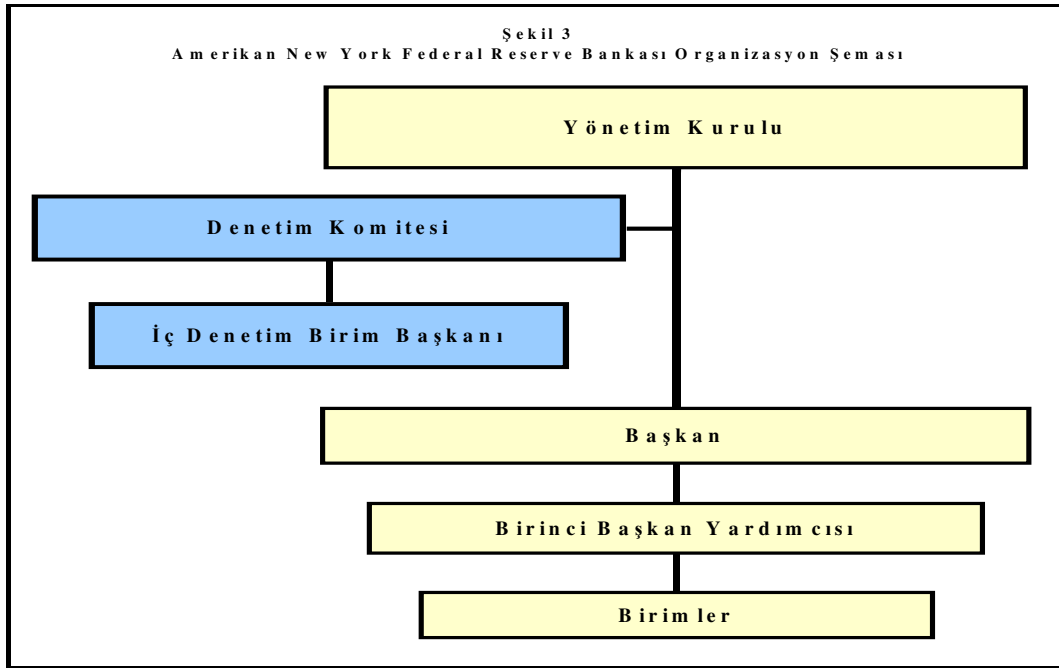 Şekil 3
Amerikan New York Federal Reserve Bankası Organizasyon Şeması
Yönetim Kurulu
Denetim Komitesi
İç Denetim Birim Başkanı
Başkan
Birinci Başkan Yardımcısı
Birimler